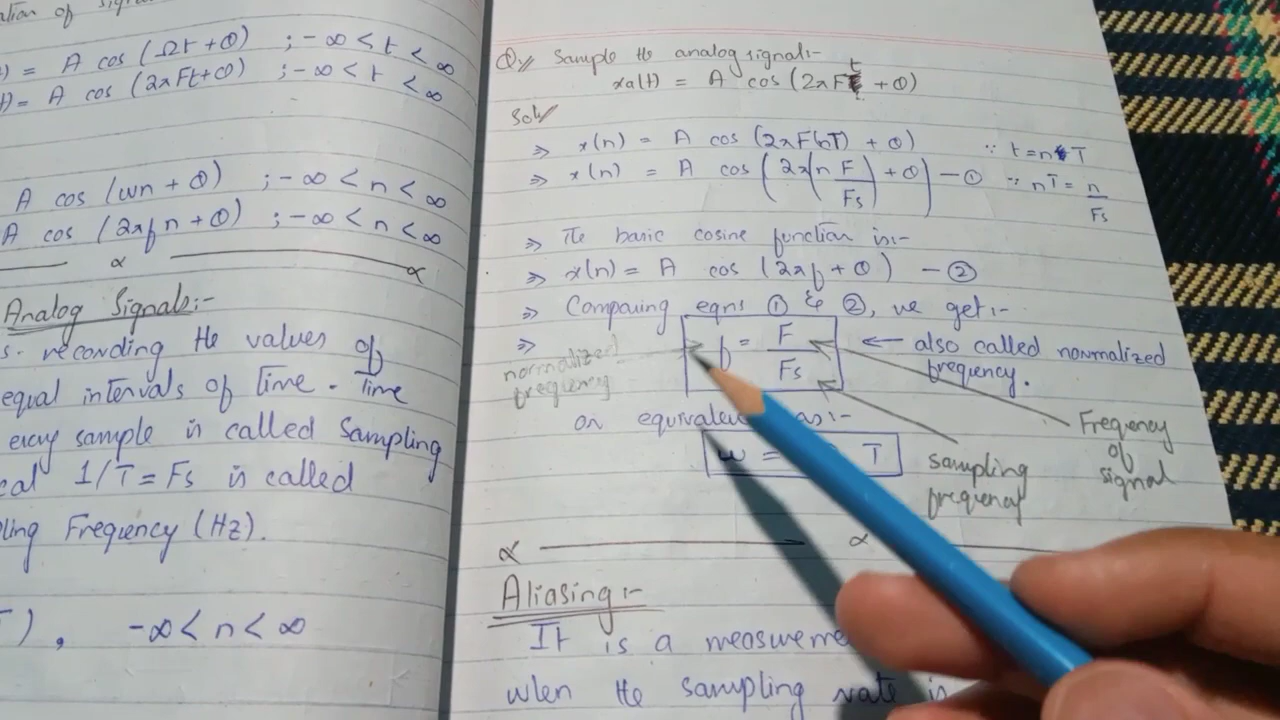 A cos (Ωt + Θ) ; -∞ < t < ∞
= A cos (2πFt + Θ) ; -∞ < t < ∞
A cos (ωn + Θ) ; -∞ < n < ∞
A cos (2πfn + Θ) ; -∞ < n < ∞
Analog Signals:-
recording the values of
equal intervals of Time. Time
every sample is called Sampling
1/T = Fs is called
Frequency (Hz).
, -∞ < n < ∞
Q// Sample the analog signal:-
xa(t) = A cos (2πFt + Θ)
Sol/
⇒ x(n) = A cos (2πF(nT) + Θ) ∵ t = nT
⇒ x(n) = A cos (2π(n F/Fs) + Θ) – ① ∵ nT = n/Fs
⇒ The basic cosine function is:-
⇒ x(n) = A cos (2πf + Θ) – ②
⇒ Comparing eqns ① & ②, we get:-
⇒ f = F/Fs ← also called normalized
frequency.
normalized
frequency
or as:-
ω = T
Frequency
of
signal
sampling
frequency
Aliasing:-
It is a
when the sampling rate